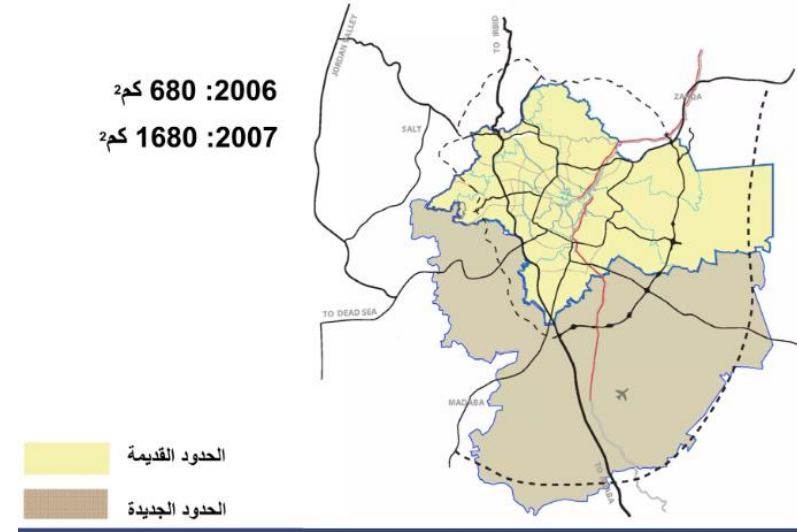 2006: 680 كم²
2007: 1680 كم²
JORDAN VALLEY
TO IRBID
ZARQA
SALT
TO DEAD SEA
MADABA
TO AQABA
الحدود القديمة
الحدود الجديدة